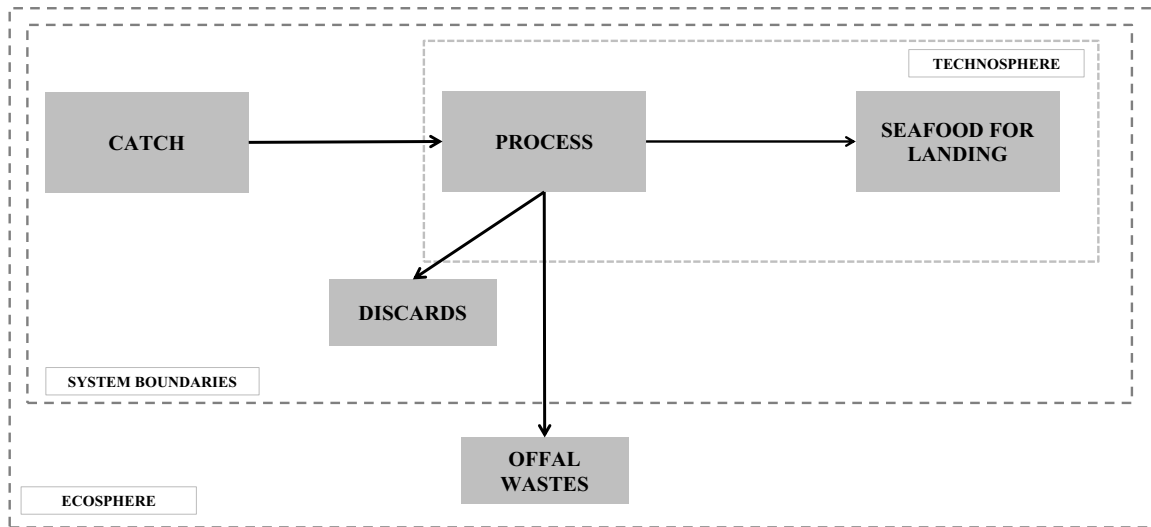 TECHNOSPHERE
CATCH
PROCESS
SEAFOOD FOR
LANDING
DISCARDS
SYSTEM BOUNDARIES
OFFAL
WASTES
ECOSPHERE